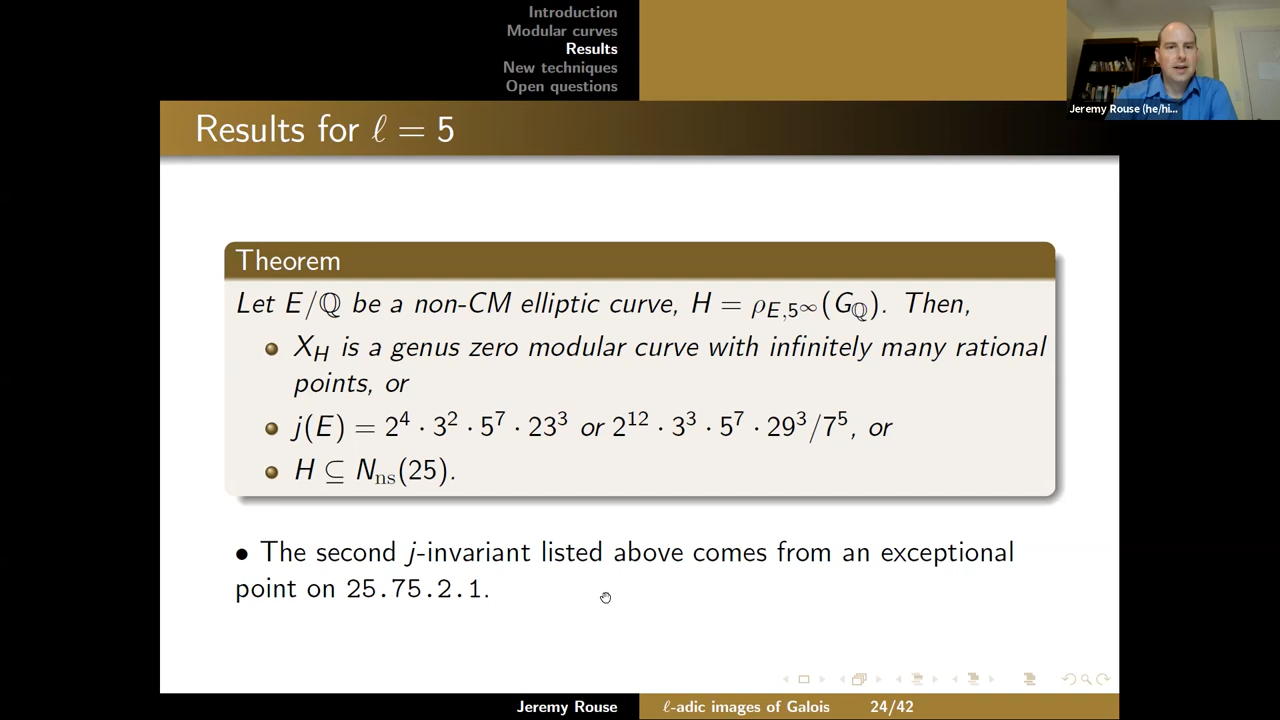 Introduction
Modular curves
Results
New techniques
Open questions
Jeremy Rouse (he/hi...
Results for ℓ = 5
Theorem
Let E/ℚ be a non-CM elliptic curve, H = ρ_{E,5^∞}(G_ℚ). Then,
X_H is a genus zero modular curve with infinitely many rational
points, or
j(E) = 2^4 · 3^2 · 5^7 · 23^3 or 2^{12} · 3^3 · 5^7 · 29^3/7^5, or
H ⊆ N_{ns}(25).
• The second j-invariant listed above comes from an exceptional
point on 25.75.2.1.
Jeremy Rouse
ℓ-adic images of Galois
24/42